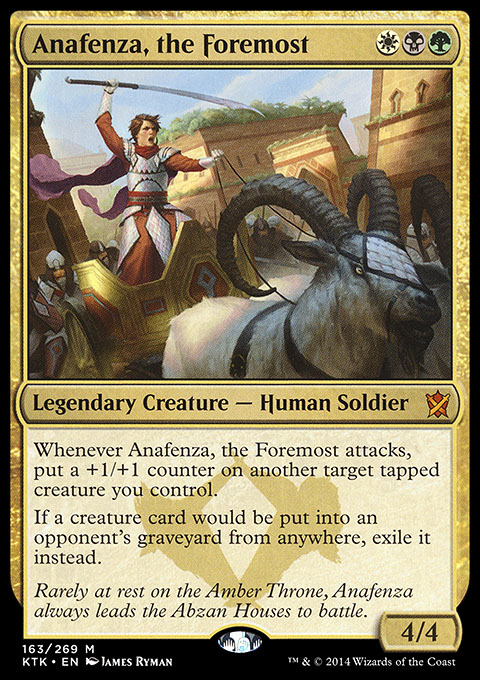 Anafenza, the Foremost
Legendary Creature — Human Soldier
Whenever Anafenza, the Foremost attacks,
put a +1/+1 counter on another target tapped
creature you control.
If a creature card would be put into an
opponent's graveyard from anywhere, exile it
instead.
Rarely at rest on the Amber Throne, Anafenza
always leads the Abzan Houses to battle.
4/4
163/269 M
KTK • EN James Ryman
™ & © 2014 Wizards of the Coast